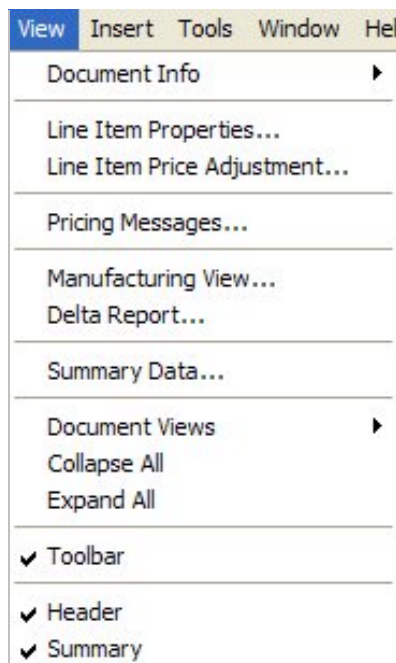 View Insert Tools Window Hel
Document Info
Line Item Properties...
Line Item Price Adjustment...
Pricing Messages...
Manufacturing View...
Delta Report...
Summary Data...
Document Views
Collapse All
Expand All
Toolbar
Header
Summary